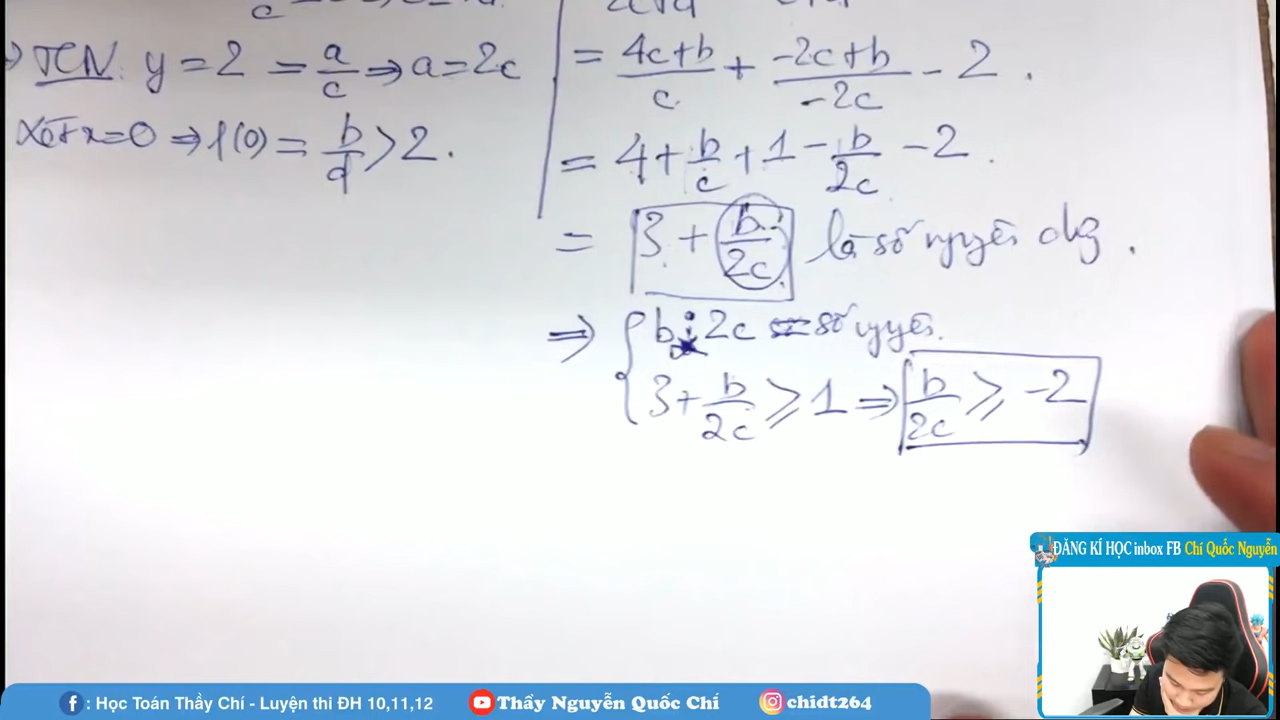 TCN: y = 2 = a/c ⇒ a = 2c
Xét x = 0 ⇒ f(0) = b/d > 2.
= (4c+b)/c + (-2c+b)/(-2c) - 2.
= 4 + b/c + 1 - b/2c - 2.
= 3 + b/2c là số nguyên dg.
⇒ { b ⋮ 2c số nguyên.
3 + b/2c ⩾ 1 ⇒ b/2c ⩾ -2
ĐĂNG KÍ HỌC inbox FB Chí Quốc Nguyễn
: Học Toán Thầy Chí - Luyện thi ĐH 10,11,12
Thầy Nguyễn Quốc Chí
chidt264